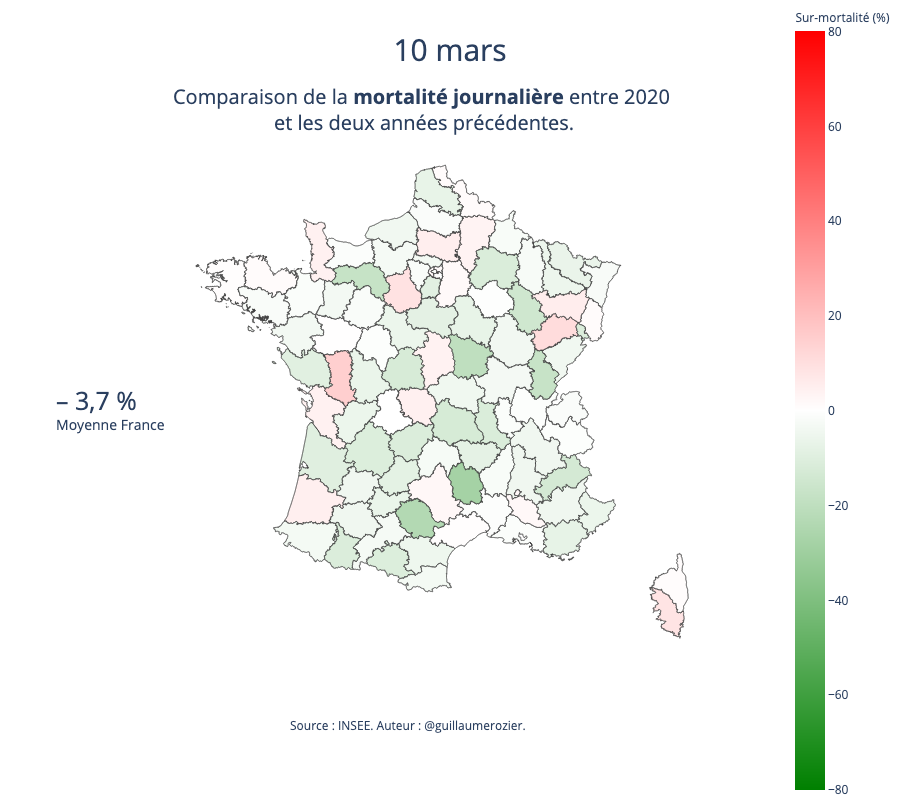 Sur-mortalité (%)
10 mars
Comparaison de la mortalité journalière entre 2020
et les deux années précédentes.
80
60
40
20
0
−20
−40
−60
−80
– 3,7 %
Moyenne France
Source : INSEE. Auteur : @guillaumerozier.